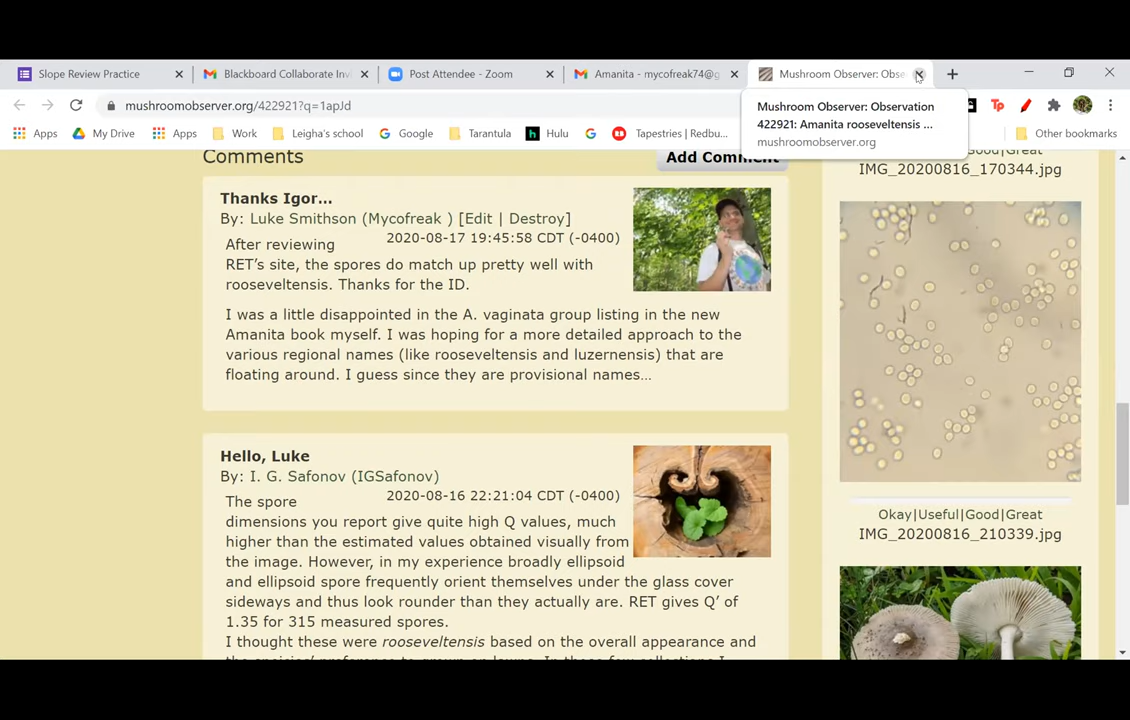 Slope Review Practice
Blackboard Collaborate Inv
Post Attendee - Zoom
Amanita - mycofreak74@g
Mushroom Observer: Obse
mushroomobserver.org/422921?q=1apJd
Mushroom Observer: Observation
422921: Amanita rooseveltensis ...
mushroomobserver.org
Apps
My Drive
Apps
Work
Leigha's school
Google
Tarantula
Hulu
Tapestries | Redbu...
Other bookmarks
Comments
Add Comment
Thanks Igor...
By: Luke Smithson (Mycofreak ) [Edit | Destroy]
2020-08-17 19:45:58 CDT (-0400)
After reviewing
RET's site, the spores do match up pretty well with
rooseveltensis. Thanks for the ID.
I was a little disappointed in the A. vaginata group listing in the new
Amanita book myself. I was hoping for a more detailed approach to the
various regional names (like rooseveltensis and luzernensis) that are
floating around. I guess since they are provisional names...
Hello, Luke
By: I. G. Safonov (IGSafonov)
2020-08-16 22:21:04 CDT (-0400)
The spore
dimensions you report give quite high Q values, much
higher than the estimated values obtained visually from
the image. However, in my experience broadly ellipsoid
and ellipsoid spore frequently orient themselves under the glass cover
sideways and thus look rounder than they actually are. RET gives Q' of
1.35 for 315 measured spores.
I thought these were rooseveltensis based on the overall appearance and
IMG_20200816_170344.jpg
Okay|Useful|Good|Great
IMG_20200816_210339.jpg